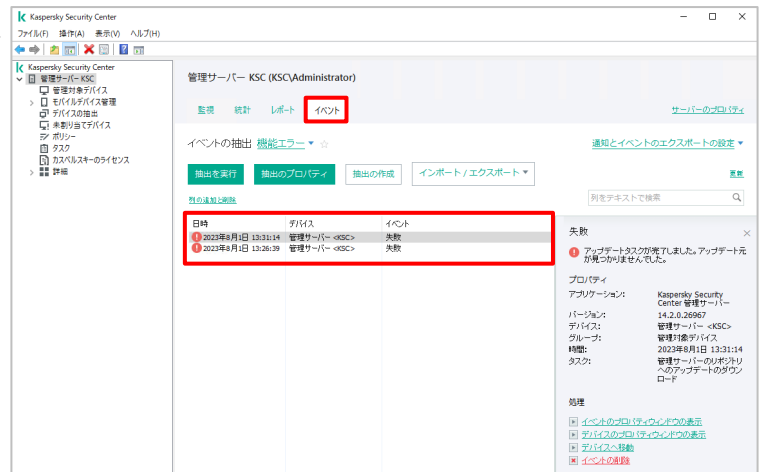 Kaspersky Security Center
ファイル(F) 操作(A) 表示(V) ヘルプ(H)
Kaspersky Security Center
管理サーバー KSC
管理対象デバイス
モバイルデバイス管理
デバイスの抽出
未割り当てデバイス
ポリシー
タスク
カスペルスキーのライセンス
詳細
管理サーバー KSC (KSC\Administrator)
監視 統計 レポート イベント
サーバーのプロパティ
イベントの抽出 機能エラー
通知とイベントのエクスポートの設定
抽出を実行 抽出のプロパティ 抽出の作成 インポート / エクスポート
更新
列の追加と削除
列をテキストで検索
日時 デバイス イベント
2023年8月1日 13:31:14 管理サーバー <KSC> 失敗
2023年8月1日 13:26:39 管理サーバー <KSC> 失敗
失敗
アップデートタスクが完了しました。アップデート元
が見つかりませんでした。
プロパティ
アプリケーション: Kaspersky Security
Center 管理サーバー
バージョン: 14.2.0.26967
デバイス: 管理サーバー <KSC>
グループ: 管理対象デバイス
時間: 2023年8月1日 13:31:14
タスク: 管理サーバーのリポジトリ
へのアップデートのダウン
ロード
処理
イベントのプロパティウィンドウの表示
デバイスのプロパティウィンドウの表示
デバイスへ移動
イベントの削除